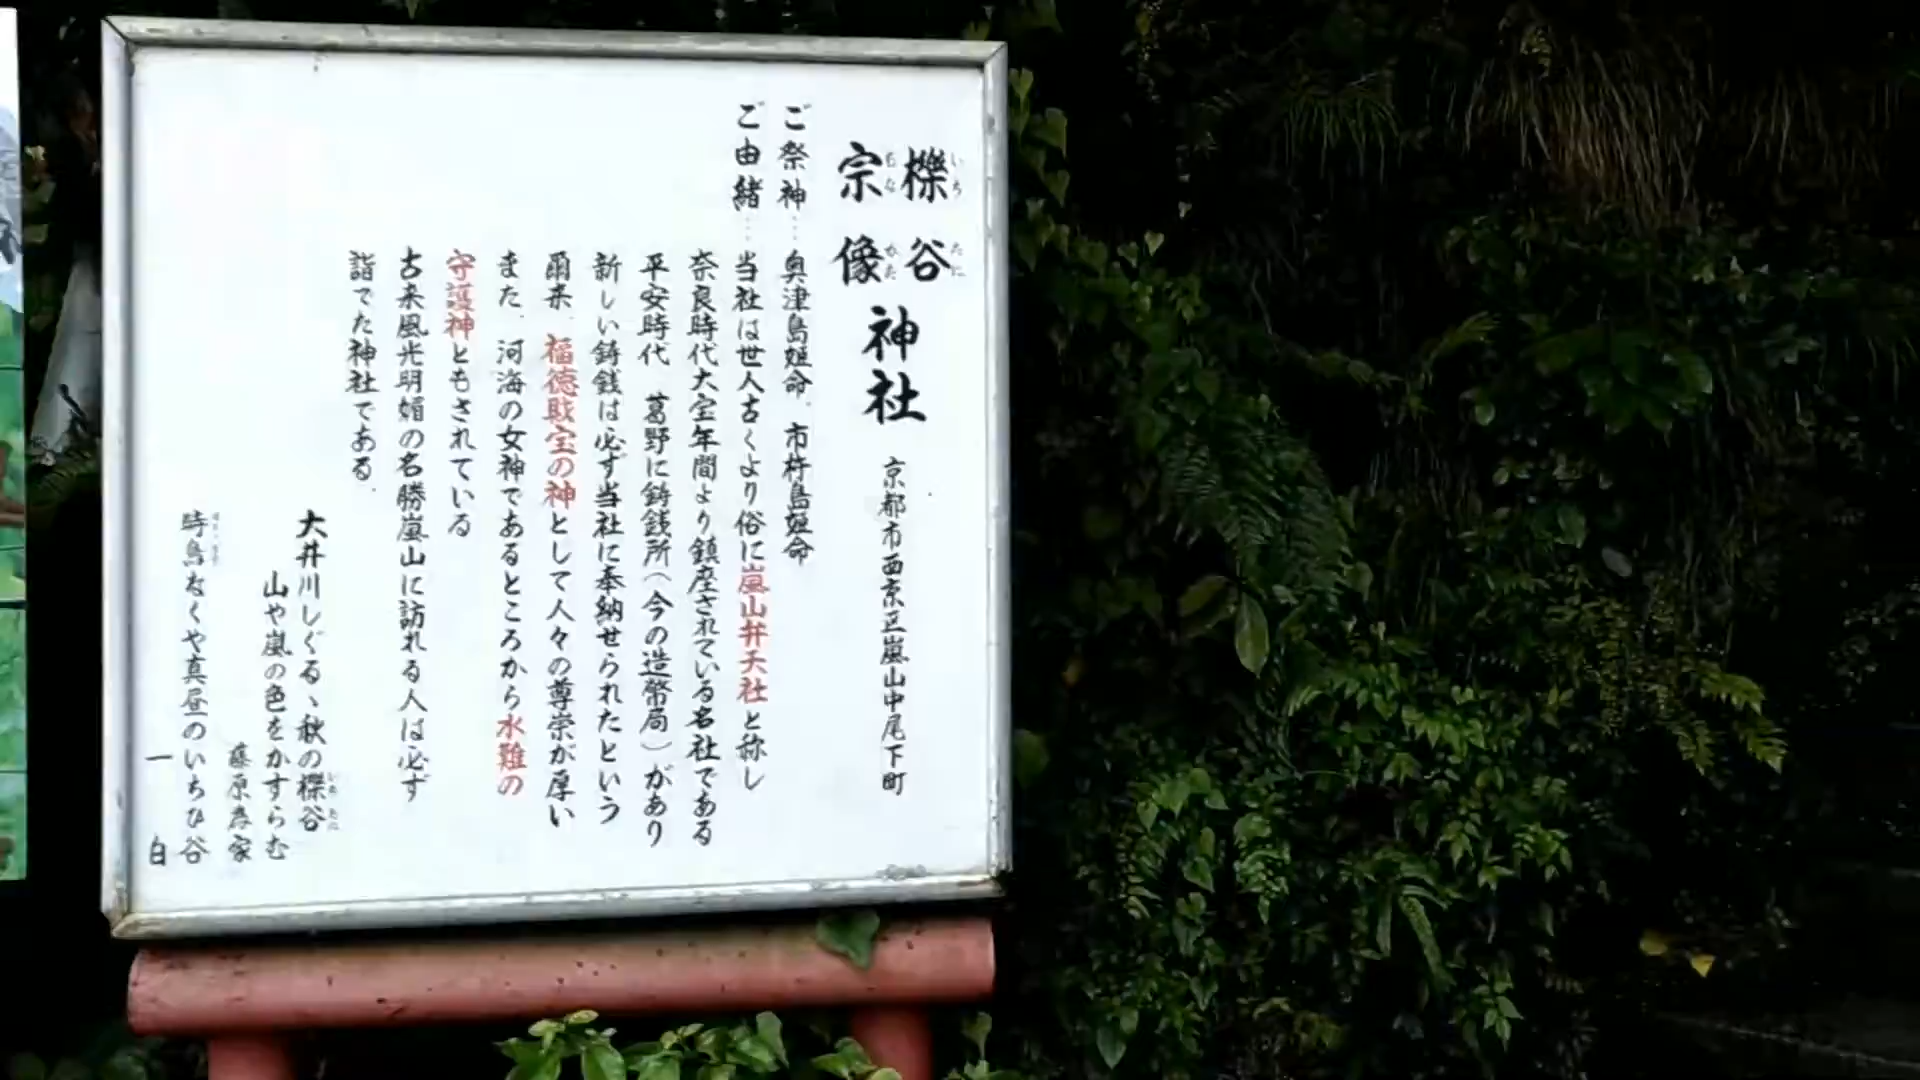 櫟谷
いち たに
宗像
むな かた
神社
京都市西京区嵐山中尾下町
ご祭神…奥津島姫命、市杵島姫命
ご由緒…当社は世人古くより俗に嵐山弁天社と称し
奈良時代大宝年間より鎮座されている名社である
平安時代 葛野に鋳銭所(今の造幣局)があり
新しい鋳銭は必ず当社に奉納せられたという
爾来、福徳財宝の神として人々の尊崇が厚い
また、河海の女神であるところから水難の
守護神ともされている
古来風光明媚の名勝嵐山に訪れる人は必ず
詣でた神社である、
大井川しぐるゝ秋の櫟谷
山や嵐の色をかすらむ
藤原為家
時鳥なくや真昼のいちひ谷
一白